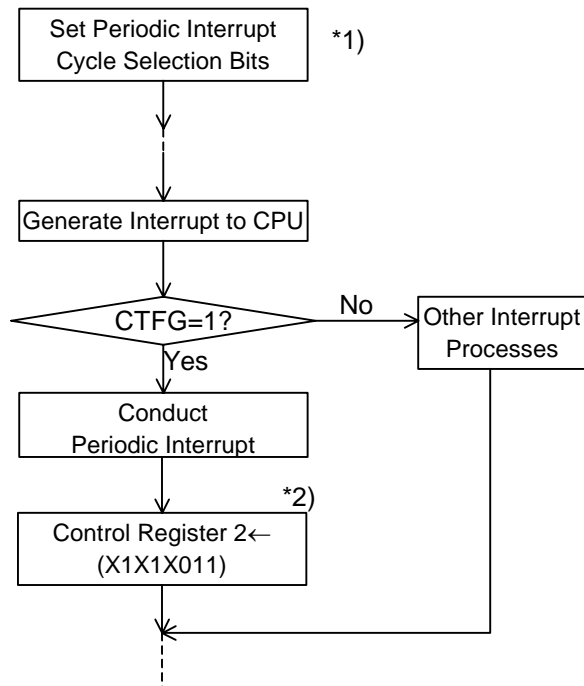 Set Periodic Interrupt
Cycle Selection Bits
*1)
Generate Interrupt to CPU
CTFG=1?
No
Other Interrupt
Processes
Yes
Conduct
Periodic Interrupt
*2)
Control Register 2←
(X1X1X011)